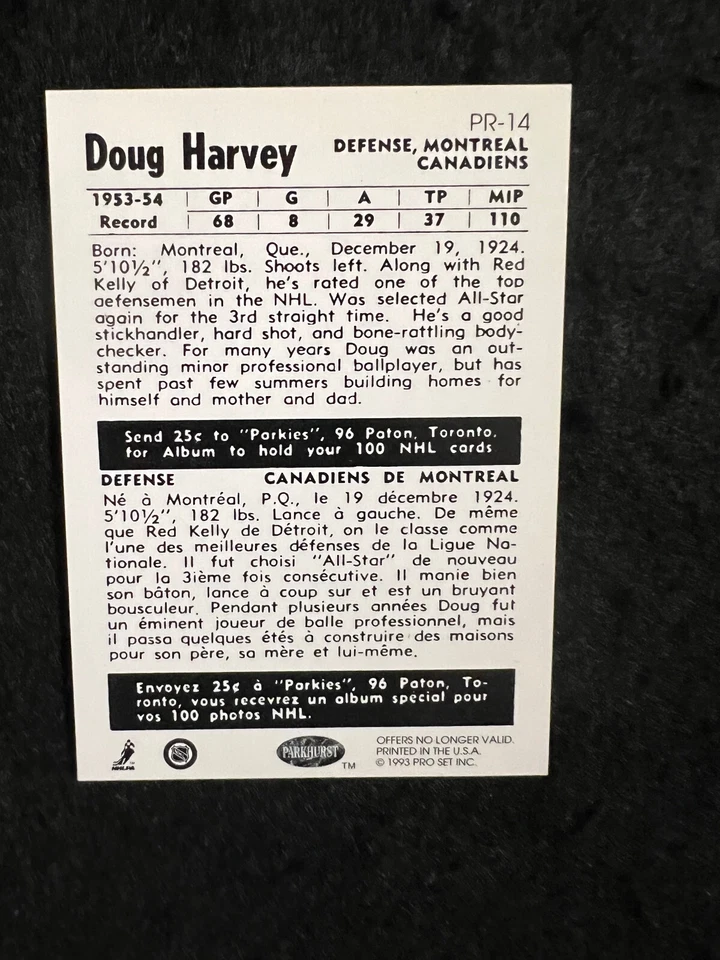 PR-14
Doug Harvey
DEFENSE, MONTREAL
CANADIENS
1953-54 | GP | G | A | TP | MIP
Record | 68 | 8 | 29 | 37 | 110
Born: Montreal, Que., December 19, 1924.
5'10½", 182 lbs. Shoots left. Along with Red
Kelly of Detroit, he's rated one of the top
aefensemen in the NHL. Was selected All-Star
again for the 3rd straight time. He's a good
stickhandler, hard shot, and bone-rattling body-
checker. For many years Doug was an out-
standing minor professional ballplayer, but has
spent past few summers building homes for
himself and mother and dad.
Send 25¢ to "Parkies", 96 Paton, Toronto,
for Album to hold your 100 NHL cards
DEFENSE CANADIENS DE MONTREAL
Né à Montréal, P.Q., le 19 décembre 1924.
5'10½", 182 lbs. Lance à gauche. De même
que Red Kelly de Détroit, on le classe comme
l'une des meilleures défenses de la Ligue Na-
tionale. Il fut choisi "All-Star" de nouveau
pour la 3ième fois consécutive. Il manie bien
son bâton, lance à coup sur et est un bruyant
bousculeur. Pendant plusieurs années Doug fut
un éminent joueur de balle professionnel, mais
il passa quelques étés à construire des maisons
pour son père, sa mère et lui-même.
Envoyez 25¢ à "Parkies", 96 Paton, To-
ronto, vous recevrez un album spécial pour
vos 100 photos NHL.
NHLPA
PARKHURST TM
OFFERS NO LONGER VALID.
PRINTED IN THE U.S.A.
© 1993 PRO SET INC.